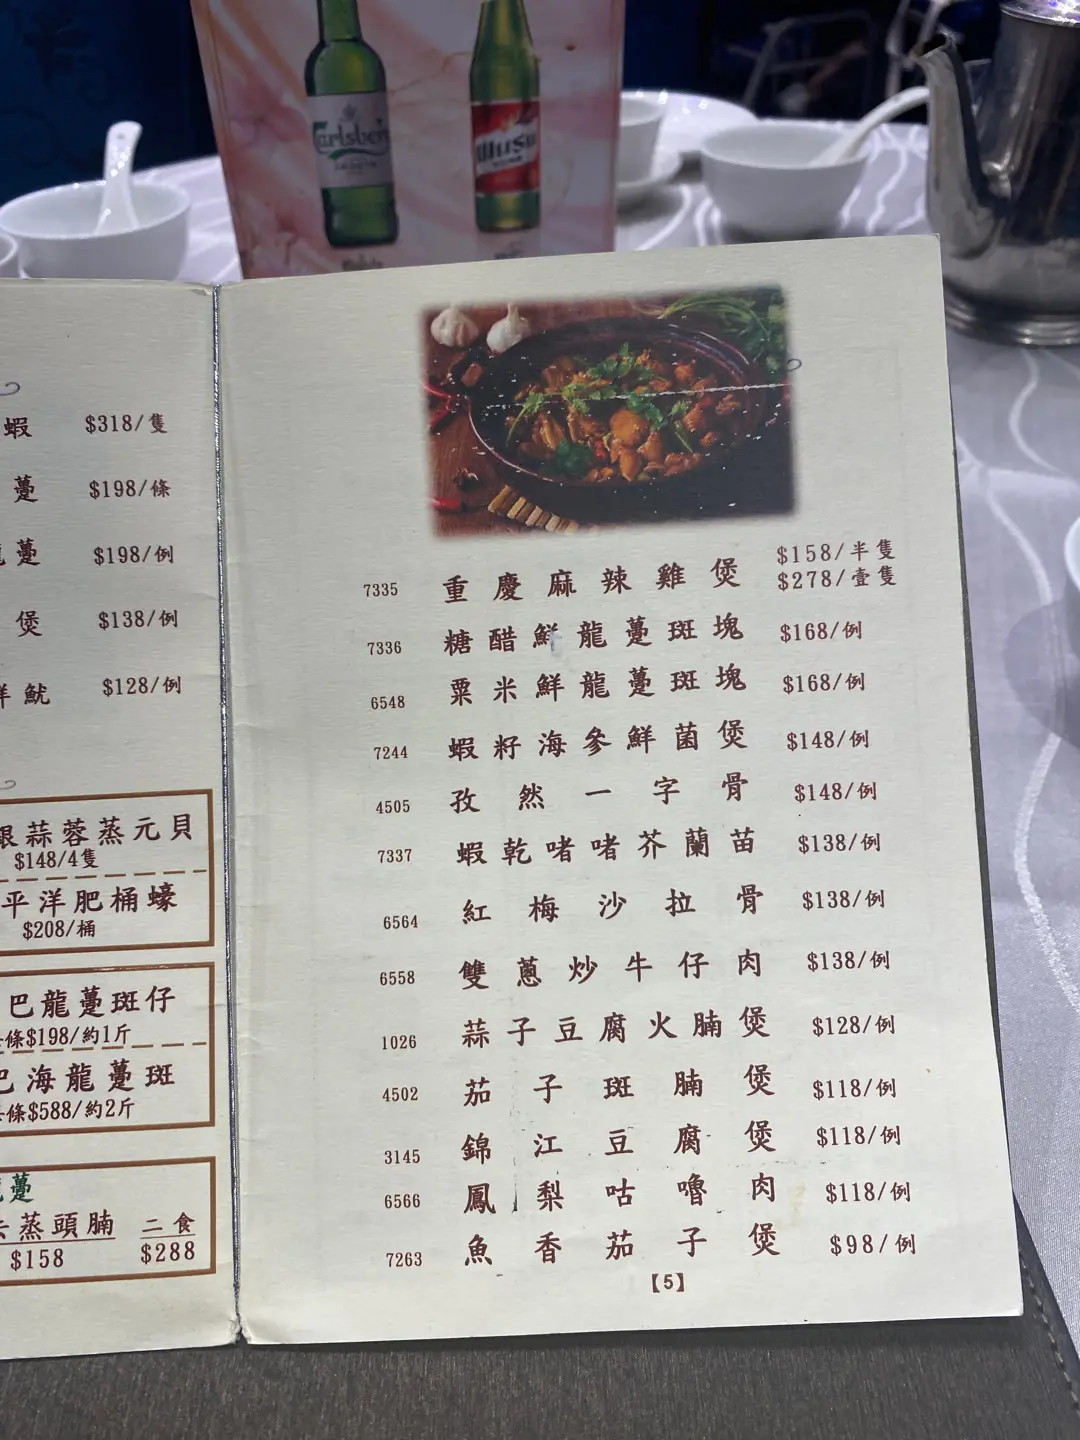 Carlsberg
Wusu
蝦 $318/隻
躉 $198/條
躉 $198/例
煲 $138/例
鮮魷 $128/例
銀蒜蓉蒸元貝
$148/4隻
平洋肥桶蠔
$208/桶
巴龍躉斑仔
條$198/約1斤
巴海龍躉斑
條$588/約2斤
龍躉
蒸頭腩 二食
$158 $288
7335 重慶麻辣雞煲 $158/半隻
$278/壹隻
7336 糖醋鮮龍躉斑塊 $168/例
6548 粟米鮮龍躉斑塊 $168/例
7244 蝦籽海參鮮菌煲 $148/例
4505 孜然一字骨 $148/例
7337 蝦乾啫啫芥蘭苗 $138/例
6564 紅梅沙拉骨 $138/例
6558 雙蔥炒牛仔肉 $138/例
1026 蒜子豆腐火腩煲 $128/例
4502 茄子斑腩煲 $118/例
3145 錦江豆腐煲 $118/例
6566 鳳梨咕嚕肉 $118/例
7263 魚香茄子煲 $98/例
【5】